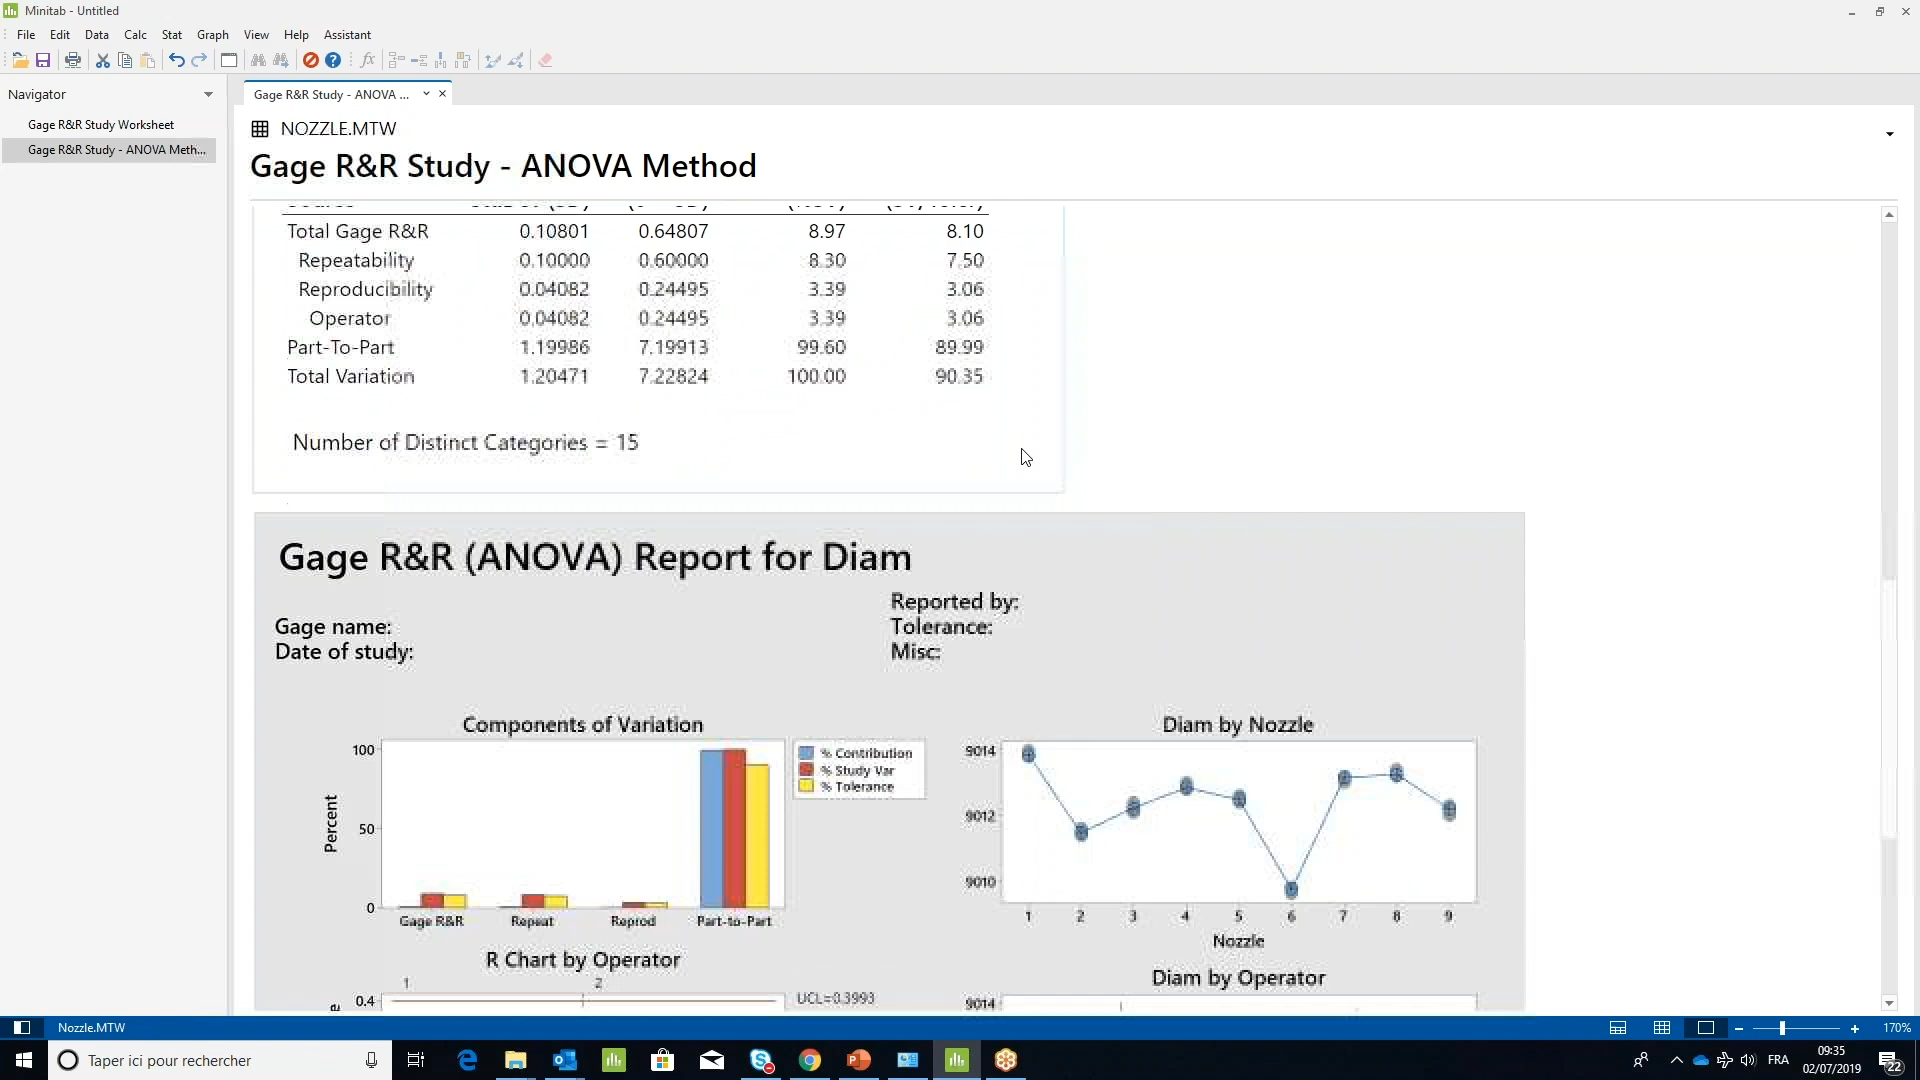 Minitab - Untitled
File Edit Data Calc Stat Graph View Help Assistant
Navigator
Gage R&R Study - ANOVA ...
Gage R&R Study Worksheet
Gage R&R Study - ANOVA Meth...
NOZZLE.MTW
Gage R&R Study - ANOVA Method
Total Gage R&R 0.10801 0.64807 8.97 8.10
Repeatability 0.10000 0.60000 8.30 7.50
Reproducibility 0.04082 0.24495 3.39 3.06
Operator 0.04082 0.24495 3.39 3.06
Part-To-Part 1.19986 7.19913 99.60 89.99
Total Variation 1.20471 7.22824 100.00 90.35
Number of Distinct Categories = 15
Gage R&R (ANOVA) Report for Diam
Gage name:
Date of study:
Reported by:
Tolerance:
Misc:
Components of Variation
Percent
100
50
0
Gage R&R Repeat Reprod Part-to-Part
% Contribution
% Study Var
% Tolerance
Diam by Nozzle
9014
9012
9010
1 2 3 4 5 6 7 8 9
Nozzle
R Chart by Operator
1 2
0.4
UCL=0.3993
Diam by Operator
9014
Nozzle.MTW
170%
Taper ici pour rechercher
FRA
09:35
02/07/2019
22